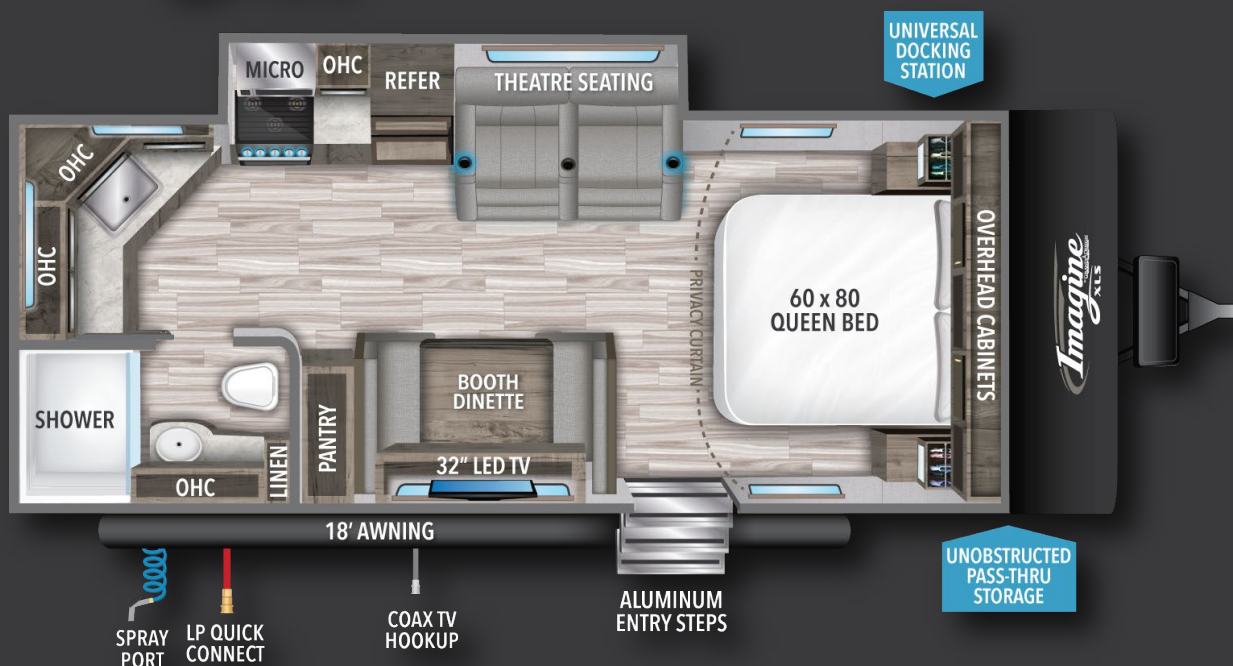 UNIVERSAL
DOCKING
STATION
MICRO
OHC
REFER
THEATRE SEATING
OHC
OHC
PRIVACY CURTAIN
60 x 80
QUEEN BED
OVERHEAD CABINETS
Imagine
XLS
SHOWER
OHC
LINEN
PANTRY
BOOTH
DINETTE
32" LED TV
18' AWNING
SPRAY
PORT
LP QUICK
CONNECT
COAX TV
HOOKUP
ALUMINUM
ENTRY STEPS
UNOBSTRUCTED
PASS-THRU
STORAGE